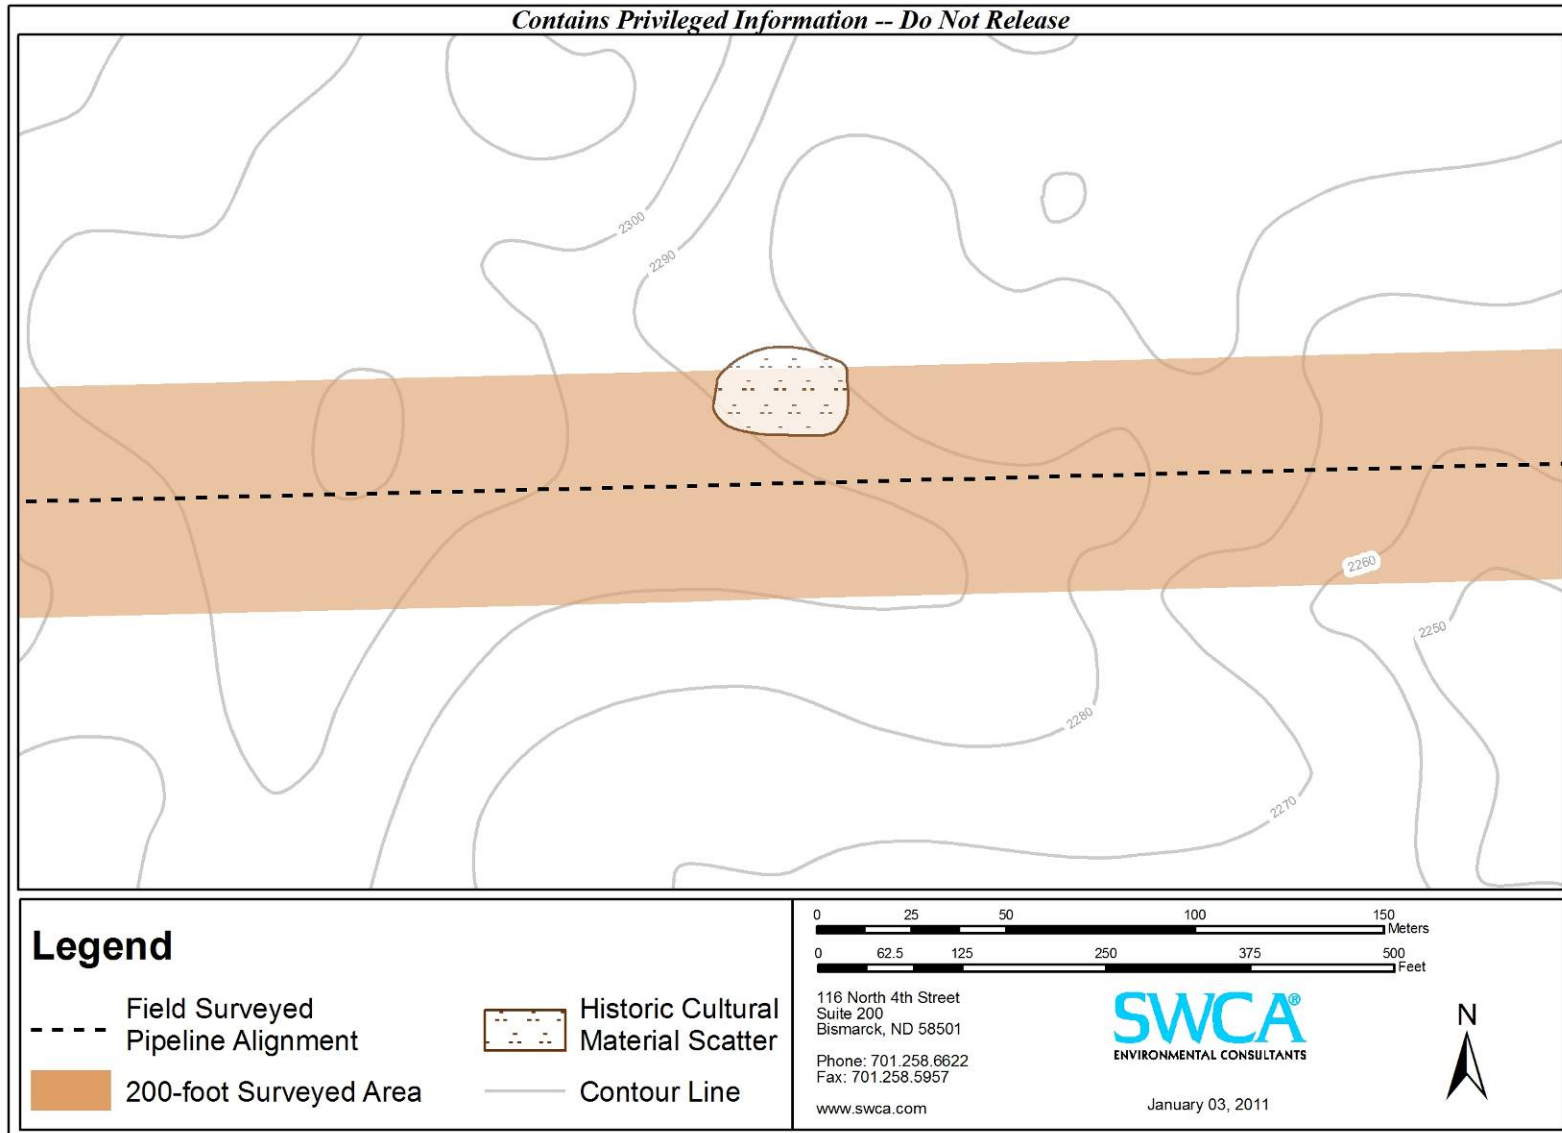 Contains Privileged Information -- Do Not Release
2300
2290
2260
2250
2280
2270
Legend
Field Surveyed
Pipeline Alignment
Historic Cultural
Material Scatter
200-foot Surveyed Area
Contour Line
0 25 50 100 150
Meters
0 62.5 125 250 375 500
Feet
116 North 4th Street
Suite 200
Bismarck, ND 58501
Phone: 701.258.6622
Fax: 701.258.5957
www.swca.com
SWCA®
ENVIRONMENTAL CONSULTANTS
January 03, 2011
N